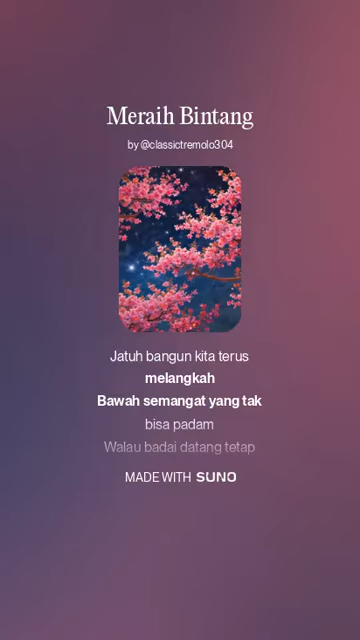 Meraih Bintang
by @classictremolo304
Jatuh bangun kita terus
melangkah
Bawah semangat yang tak
bisa padam
Walau badai datang tetap
MADE WITH SUNO